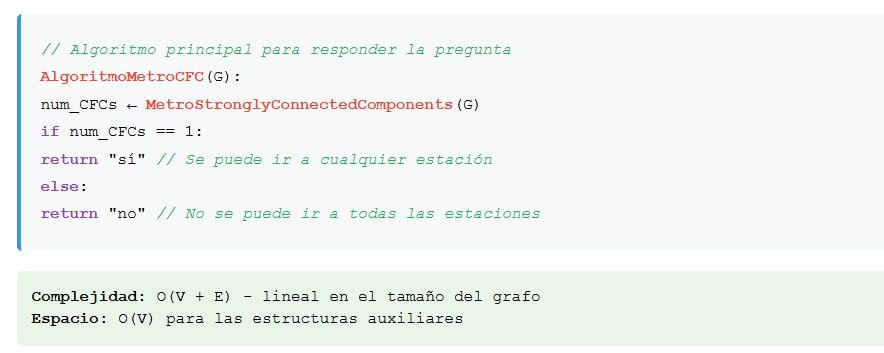 // Algoritmo principal para responder la pregunta
AlgoritmoMetroCFC(G):
num_CFCs ← MetroStronglyConnectedComponents(G)
if num_CFCs == 1:
return "sí" // Se puede ir a cualquier estación
else:
return "no" // No se puede ir a todas las estaciones
Complejidad: O(V + E) - lineal en el tamaño del grafo
Espacio: O(V) para las estructuras auxiliares